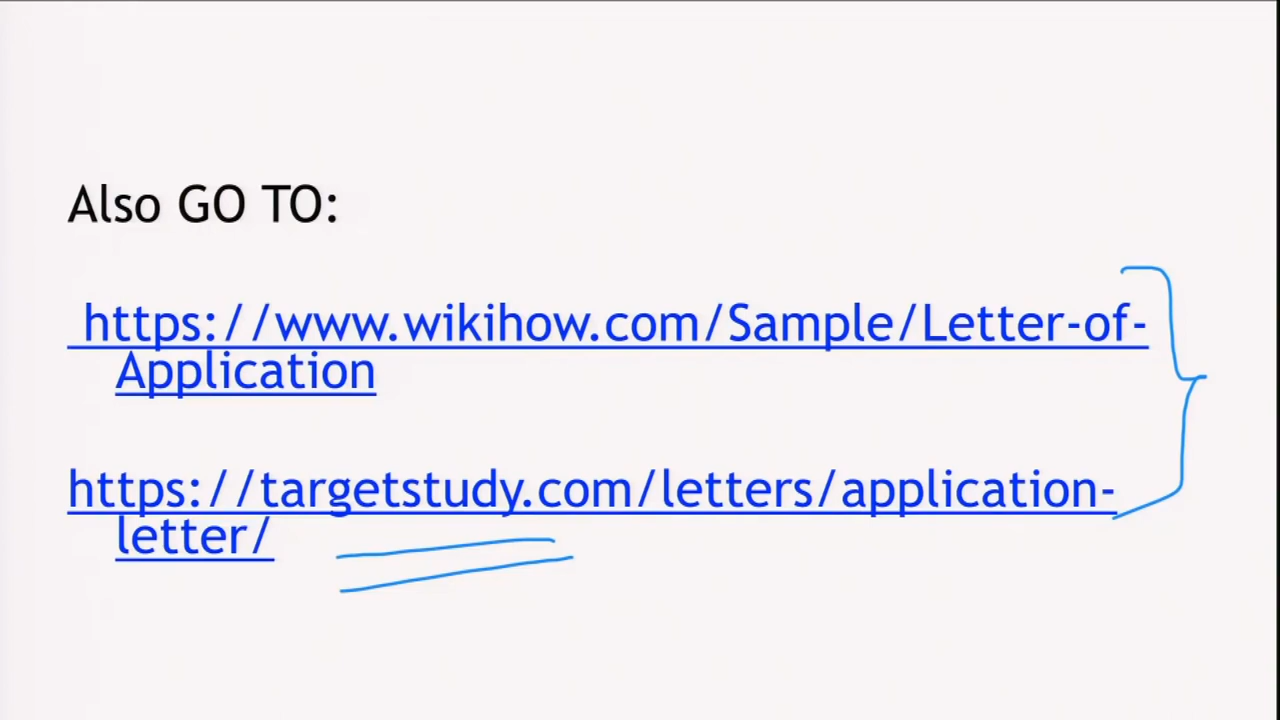 Also GO TO:
https://www.wikihow.com/Sample/Letter-of-
Application
https://targetstudy.com/letters/application-
letter/